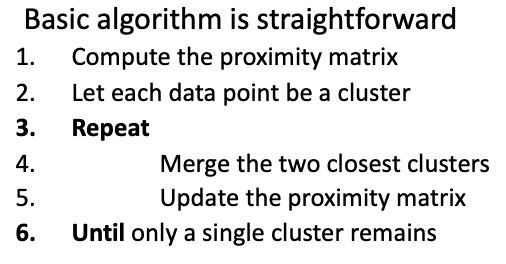 Basic algorithm is straightforward
1. Compute the proximity matrix
2. Let each data point be a cluster
3. Repeat
4. Merge the two closest clusters
5. Update the proximity matrix
6. Until only a single cluster remains